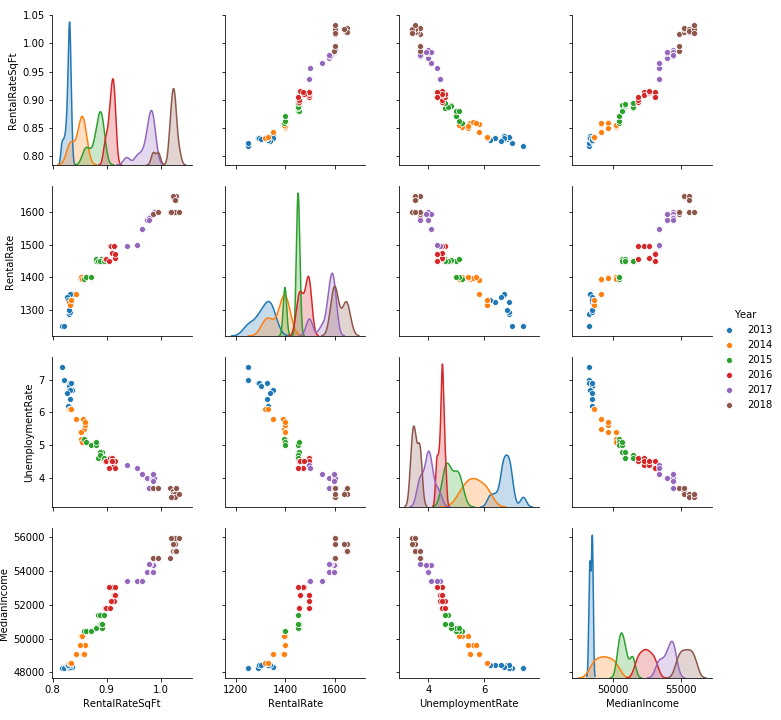 1.05
1.00
0.95
0.90
0.85
0.80
RentalRateSqFt
1600
1500
1400
1300
RentalRate
7
6
5
4
UnemploymentRate
56000
54000
52000
50000
48000
MedianIncome
0.8 0.9 1.0
RentalRateSqFt
1200 1400 1600
RentalRate
4 6
UnemploymentRate
50000 55000
MedianIncome
Year
2013
2014
2015
2016
2017
2018